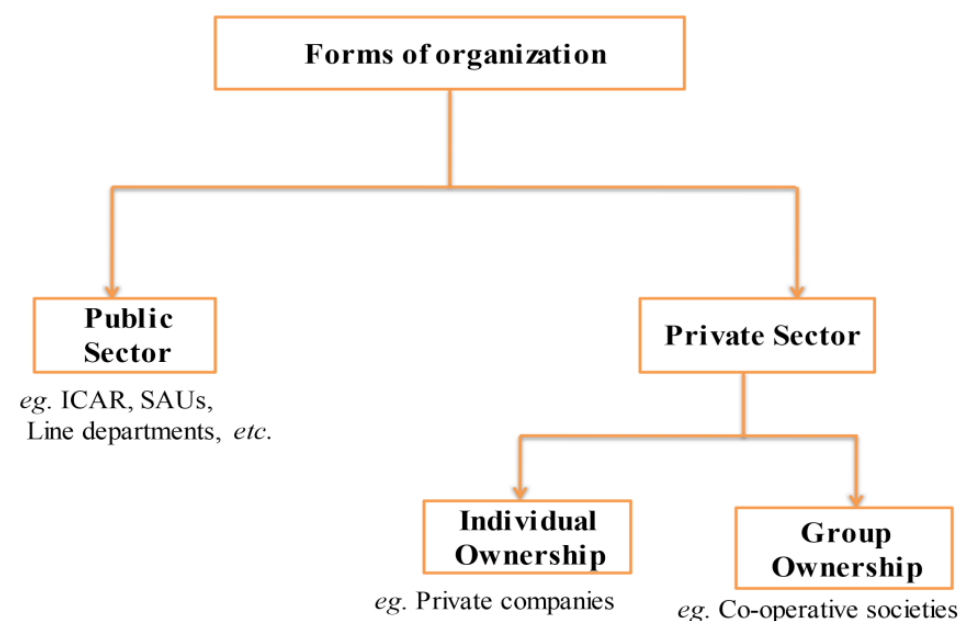 Forms of organization
Public
Sector
eg. ICAR, SAUs,
Line departments, etc.
Private Sector
Individual
Ownership
eg. Private companies
Group
Ownership
eg. Co-operative societies